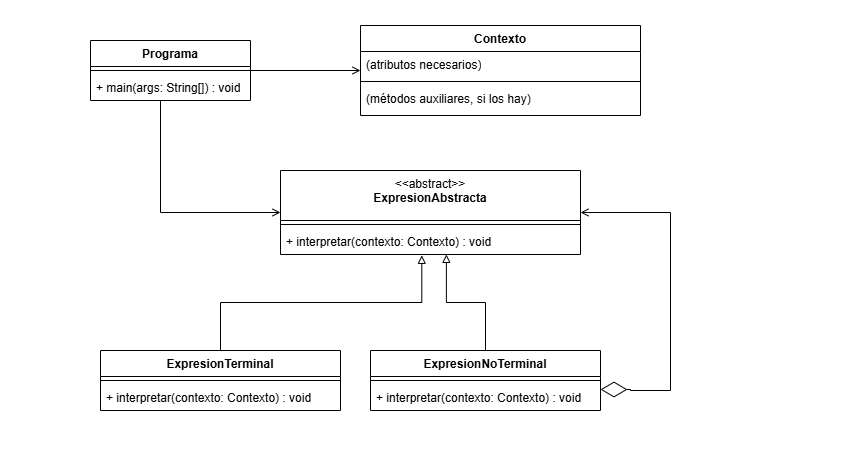 Programa
+ main(args: String[]) : void
Contexto
(atributos necesarios)
(métodos auxiliares, si los hay)
<<abstract>>
ExpresionAbstracta
+ interpretar(contexto: Contexto) : void
ExpresionTerminal
+ interpretar(contexto: Contexto) : void
ExpresionNoTerminal
+ interpretar(contexto: Contexto) : void